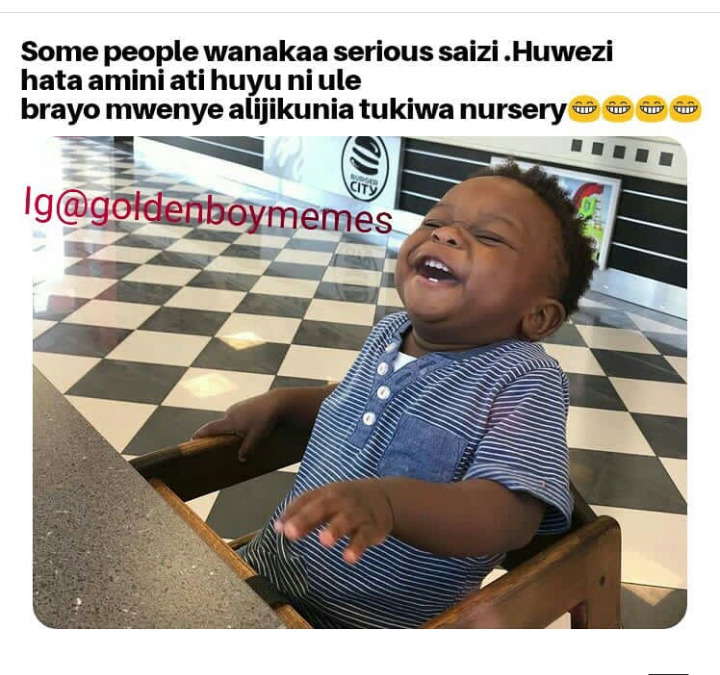 Some people wanakaa serious saizi .Huwezi
hata amini ati huyu ni ule
brayo mwenye alijikunia tukiwa nursery😁😁😁😁
BURGER
CITY
Ig@goldenboymemes